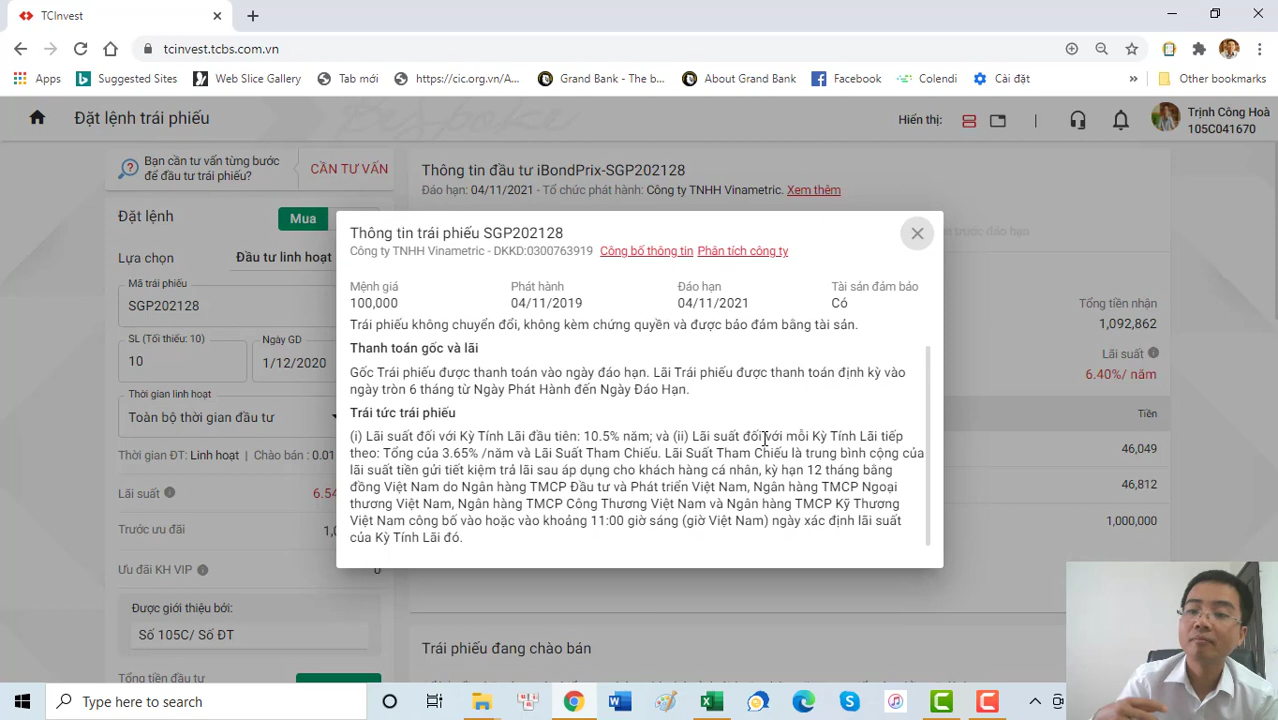 TCInvest
tcinvest.tcbs.com.vn
Apps
Suggested Sites
Web Slice Gallery
Tab mới
https://cic.org.vn/A...
Grand Bank - The b...
About Grand Bank
Facebook
Colendi
Cài đặt
»
Other bookmarks
Đặt lệnh trái phiếu
Hiển thị:
Trịnh Công Hoà
105C041670
Bạn cần tư vấn từng bước
để đầu tư trái phiếu?
CẦN TƯ VẤN
Thông tin đầu tư iBondPrix-SGP202128
Đáo hạn: 04/11/2021 - Tổ chức phát hành: Công ty TNHH Vinametric. Xem thêm
Đặt lệnh
Mua
Lựa chọn
Đầu tư linh hoạt
Mã trái phiếu
SGP202128
SL (Tối thiểu: 10)
10
Ngày GD
1/12/2020
Thời gian linh hoạt
Toàn bộ thời gian đầu tư
Thời gian ĐT: Linh hoạt
Bán trước hạn : 0.01
Lãi suất
6.54
Trước ưu đãi
1,0
Ưu đãi KH VIP
0
Được giới thiệu bởi:
Số 105C/ Số ĐT
Tổng tiền
Thông tin trái phiếu SGP202128
Công ty TNHH Vinametric - DKKD:0300763919 Công bố thông tin Phân tích công ty
Mệnh giá
Phát hành
Đáo hạn
Tài sản đảm bảo
100,000
04/11/2019
04/11/2021
Có
Trái phiếu không chuyển đổi, không kèm chứng quyền và được bảo đảm bằng tài sản.
Thanh toán gốc và lãi
Gốc Trái phiếu được thanh toán vào ngày đáo hạn. Lãi Trái phiếu được thanh toán định kỳ vào
ngày tròn 6 tháng từ Ngày Phát Hành đến Ngày Đáo Hạn.
Trái tức trái phiếu
(i) Lãi suất đối với Kỳ Tính Lãi đầu tiên: 10.5% năm; và (ii) Lãi suất đối với mỗi Kỳ Tính Lãi tiếp
theo: Tổng của 3.65% /năm và Lãi Suất Tham Chiếu. Lãi Suất Tham Chiếu là trung bình cộng của
lãi suất tiền gửi tiết kiệm trả lãi sau áp dụng cho khách hàng cá nhân, kỳ hạn 12 tháng bằng
đồng Việt Nam do Ngân hàng TMCP Đầu tư và Phát triển Việt Nam, Ngân hàng TMCP Ngoại
thương Việt Nam, Ngân hàng TMCP Công Thương Việt Nam và Ngân hàng TMCP Kỹ Thương
Việt Nam công bố vào hoặc vào khoảng 11:00 giờ sáng (giờ Việt Nam) ngày xác định lãi suất
của Kỳ Tính Lãi đó.
trước đáo hạn
Tổng tiền nhận
1,092,862
Lãi suất
6.40%/ năm
Tiền
46,049
46,812
1,000,000
Trái phiếu đang chào bán
Type here to search